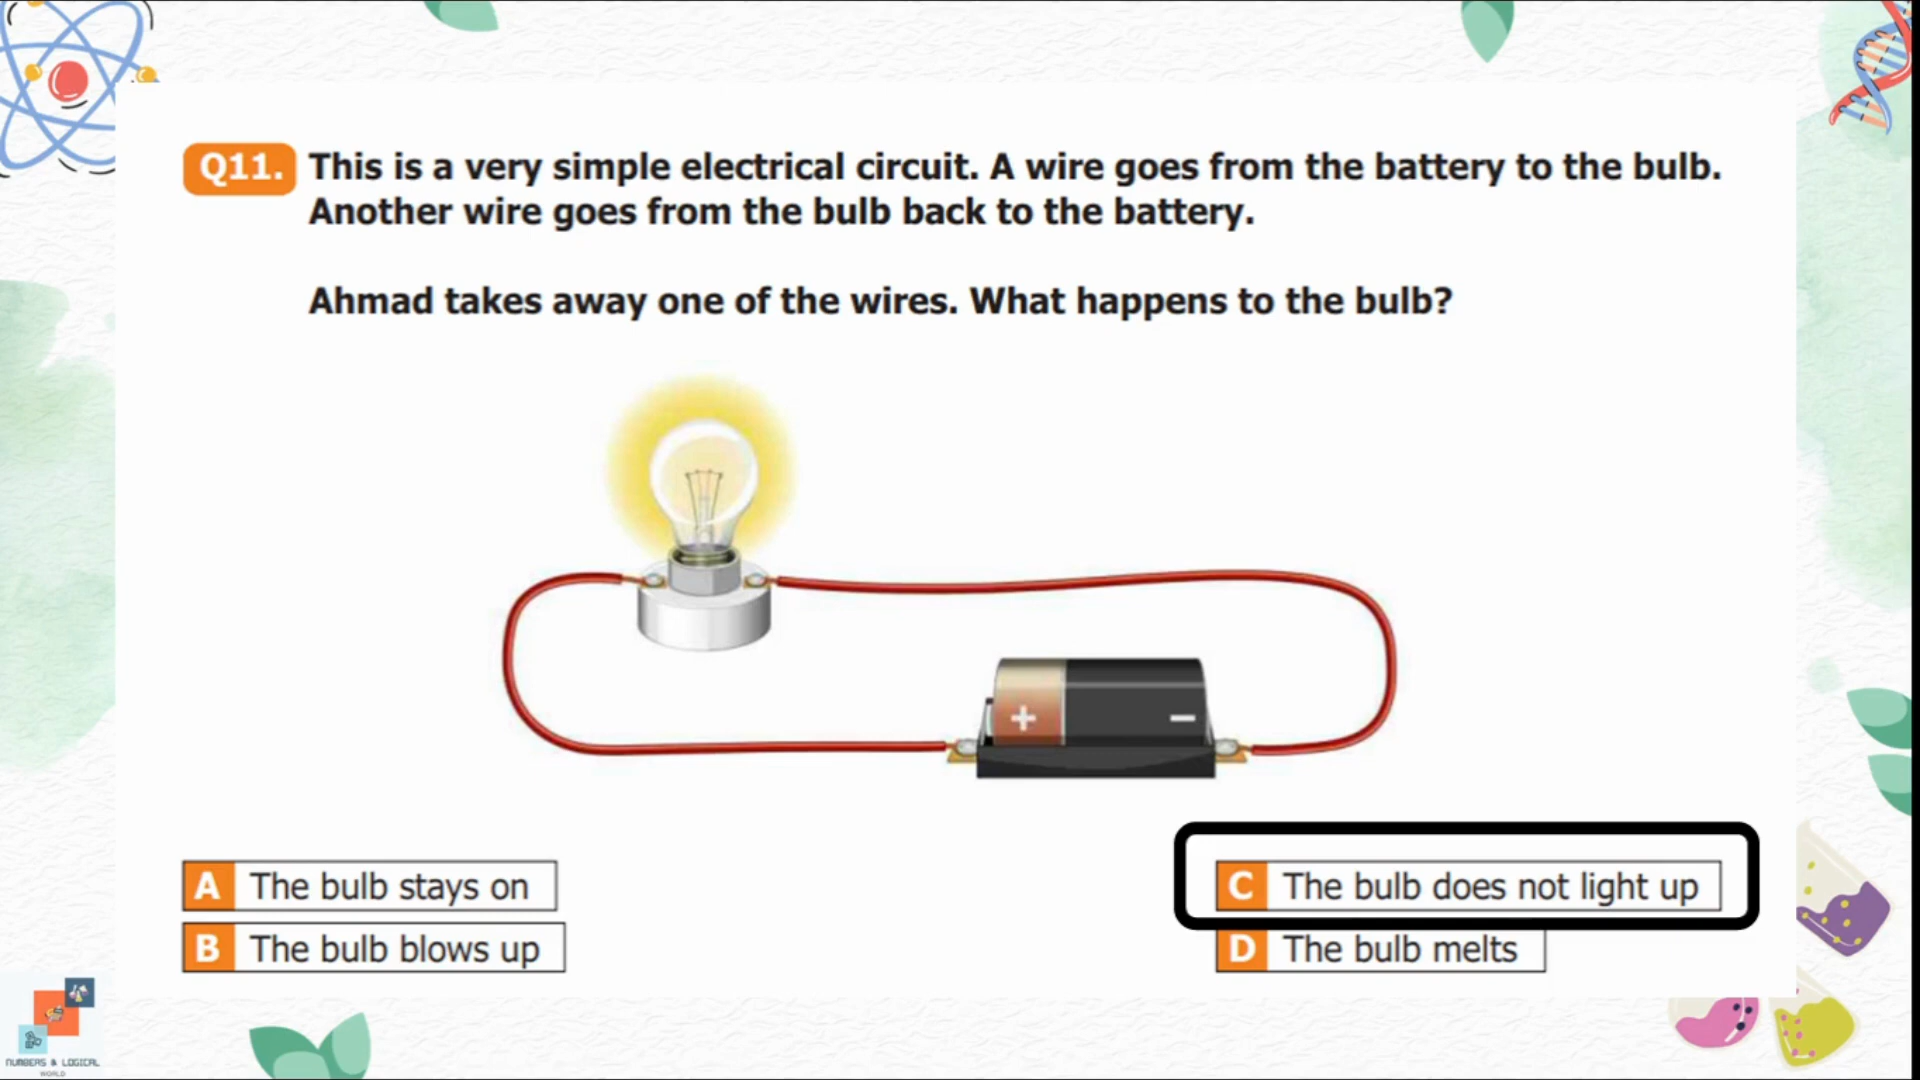 Q11. This is a very simple electrical circuit. A wire goes from the battery to the bulb.
Another wire goes from the bulb back to the battery.
Ahmad takes away one of the wires. What happens to the bulb?
+ −
A The bulb stays on
C The bulb does not light up
B The bulb blows up
D The bulb melts
NUMBERS & LOGICAL
WORLD